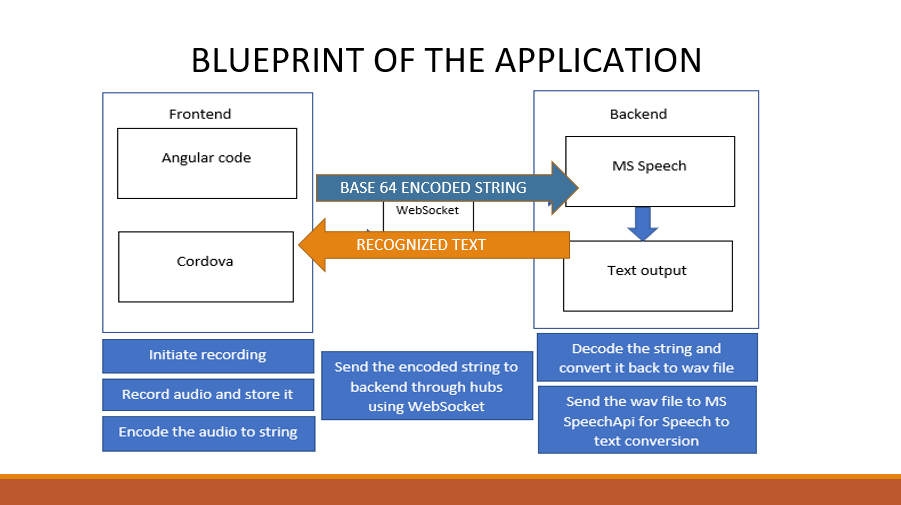 BLUEPRINT OF THE APPLICATION
Frontend
Angular code
Cordova
BASE 64 ENCODED STRING
WebSocket
RECOGNIZED TEXT
Backend
MS Speech
Text output
Initiate recording
Record audio and store it
Encode the audio to string
Send the encoded string to
backend through hubs
using WebSocket
Decode the string and
convert it back to wav file
Send the wav file to MS
SpeechApi for Speech to
text conversion